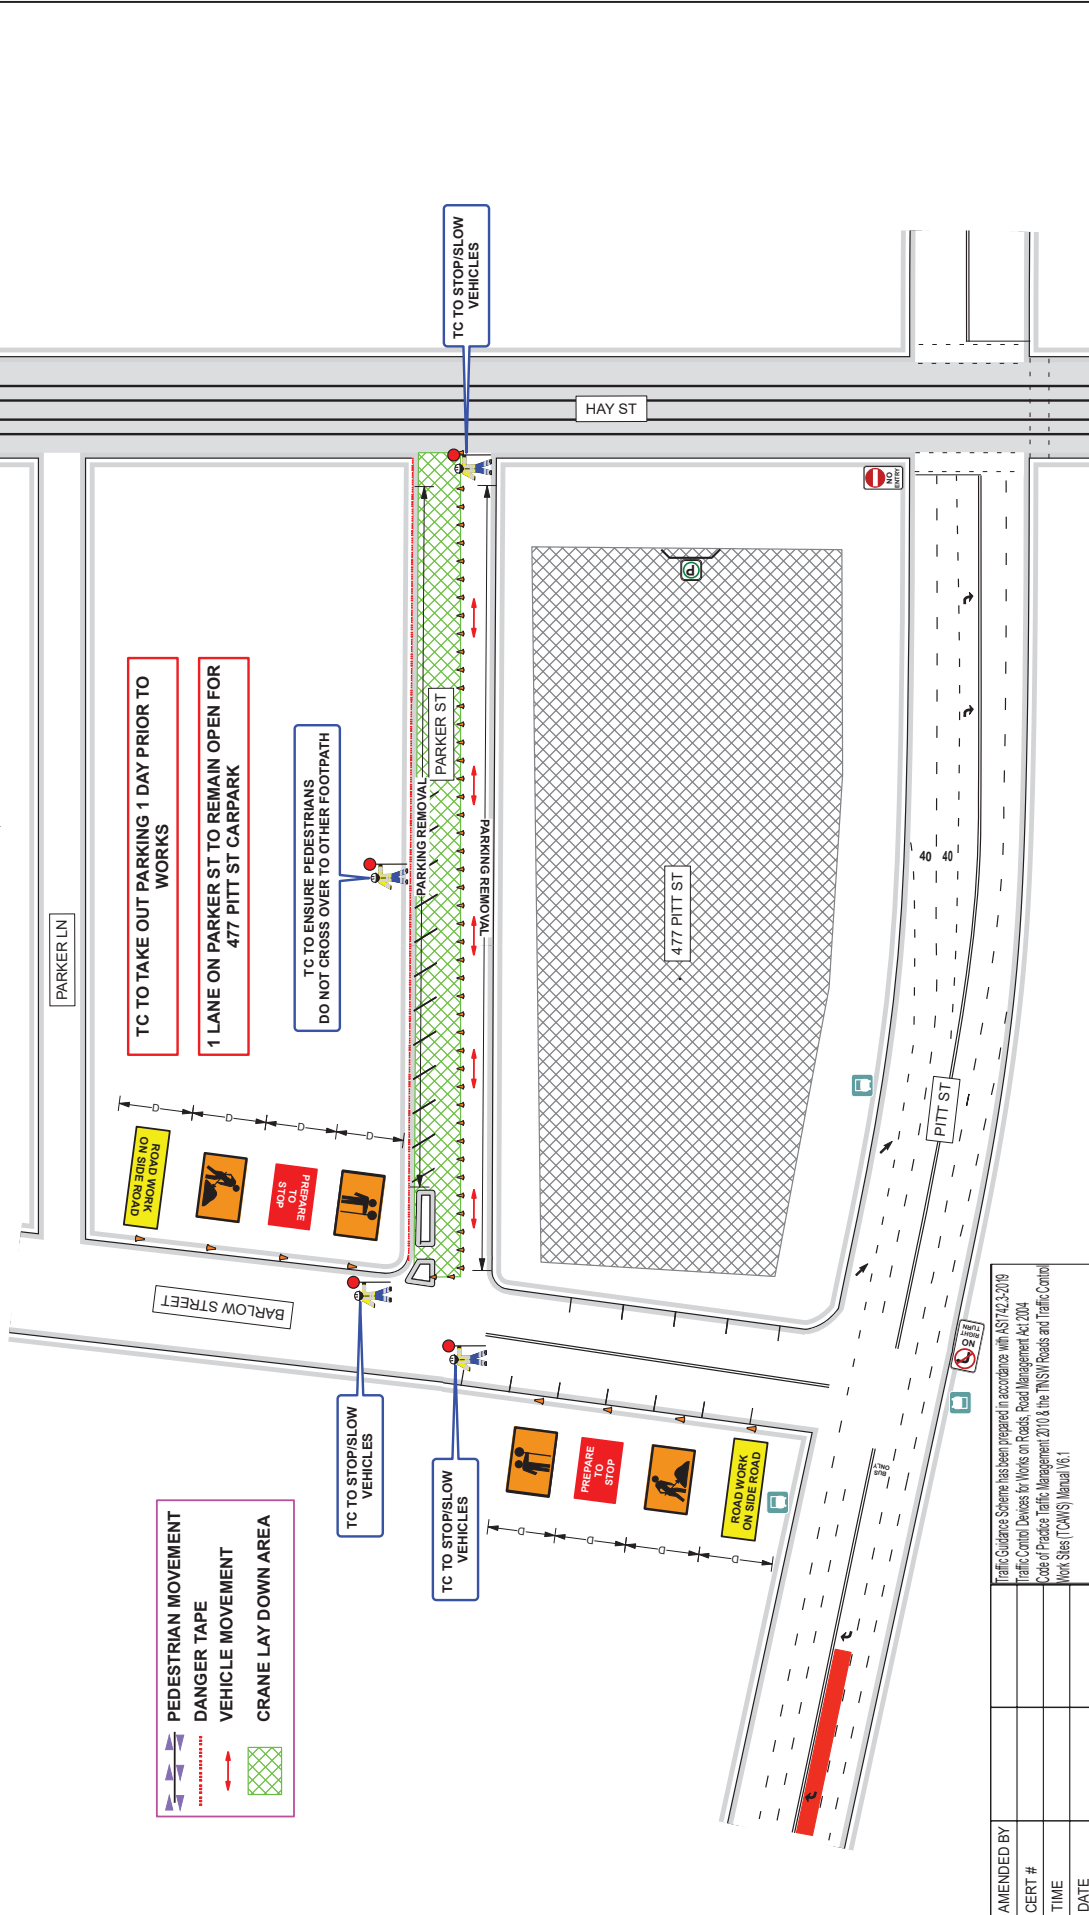 TC TO STOP/SLOW
VEHICLES
HAY ST
NO
ENTRY
P
TC TO TAKE OUT PARKING 1 DAY PRIOR TO
WORKS
1 LANE ON PARKER ST TO REMAIN OPEN FOR
477 PITT ST CARPARK
TC TO ENSURE PEDESTRIANS
DO NOT CROSS OVER TO OTHER FOOTPATH
PARKER ST
PARKING REMOVAL
PARKING REMOVAL
477 PITT ST
40 40
PARKER LN
PITT ST
D
D
D
D
ROAD WORK
ON SIDE ROAD
PREPARE
TO
STOP
BARLOW STREET
TC TO STOP/SLOW
VEHICLES
TC TO STOP/SLOW
VEHICLES
PREPARE
TO
STOP
ROAD WORK
ON SIDE ROAD
D
D
D
D
NO
RIGHT
TURN
BUS
ONLY
PEDESTRIAN MOVEMENT
DANGER TAPE
VEHICLE MOVEMENT
CRANE LAY DOWN AREA
Traffic Guidance Scheme has been prepared in accordance with AS1742.3-2019
Traffic Control Devices for Works on Roads, Road Management Act 2004
Code of Practice Traffic Management 2010 & the TfNSW Roads and Traffic Control
Work Sites (TCAWS) Manual V6.1
AMENDED BY
CERT #
TIME
DATE